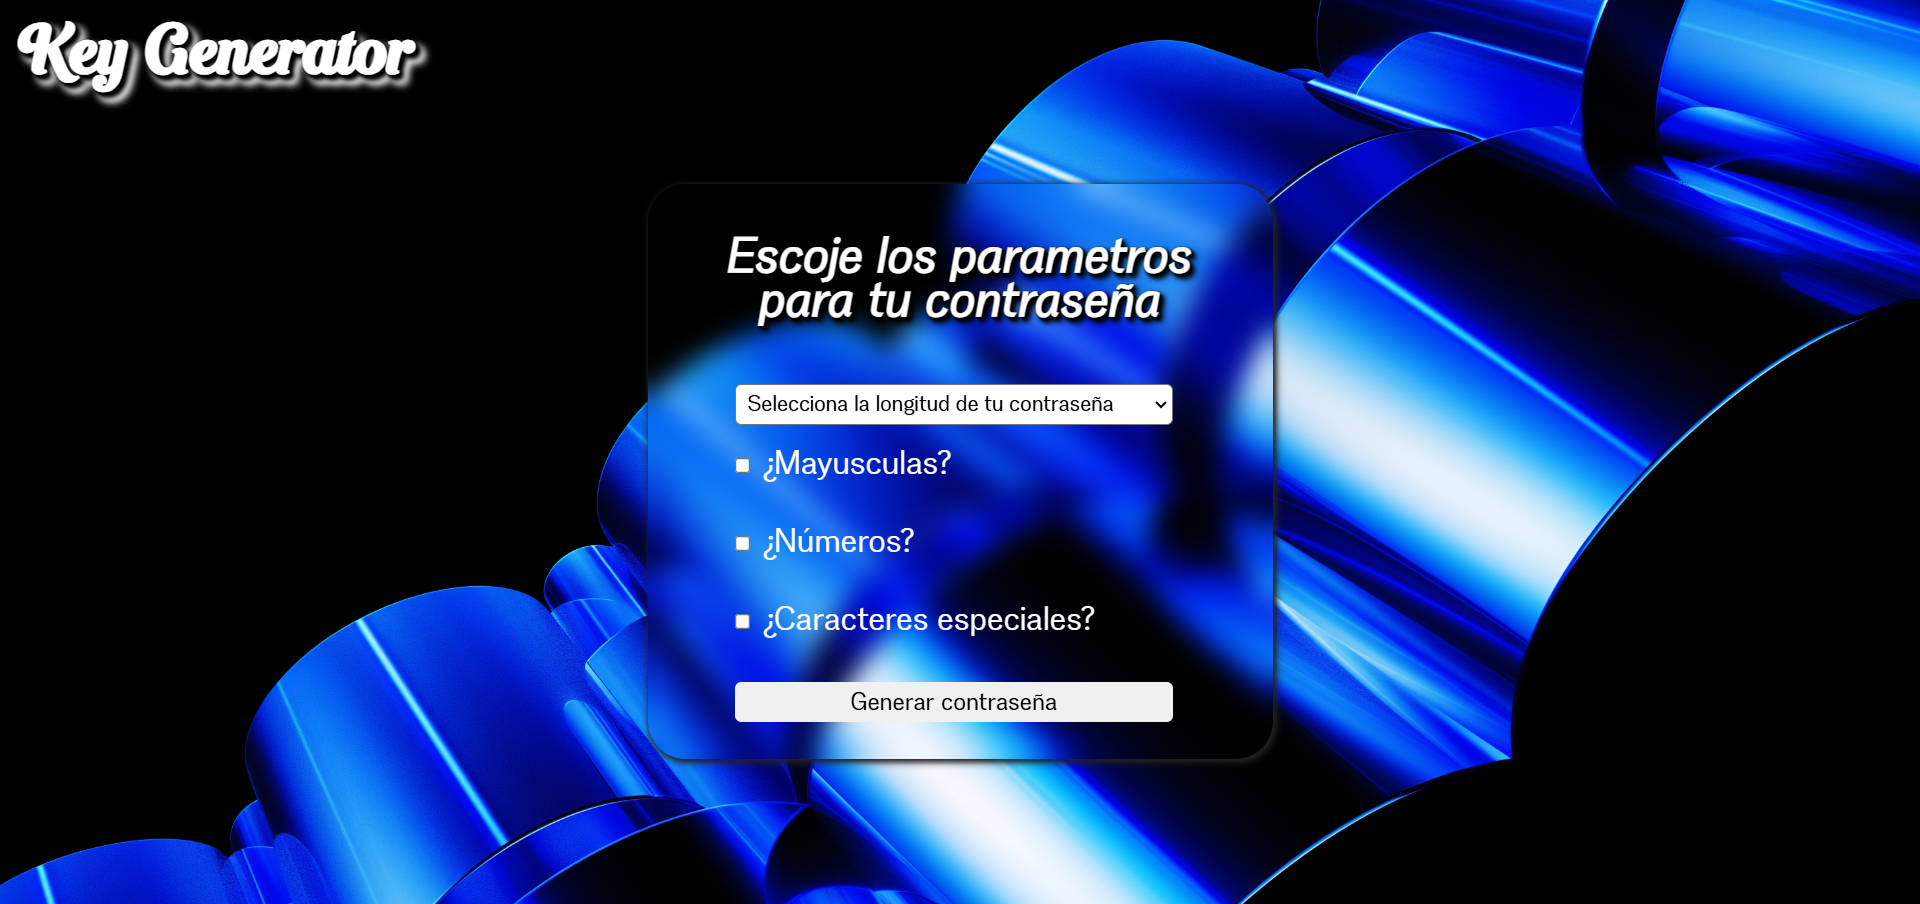 Key Generator
Escoje los parametros
para tu contraseña
Selecciona la longitud de tu contraseña
¿Mayusculas?
¿Números?
¿Caracteres especiales?
Generar contraseña